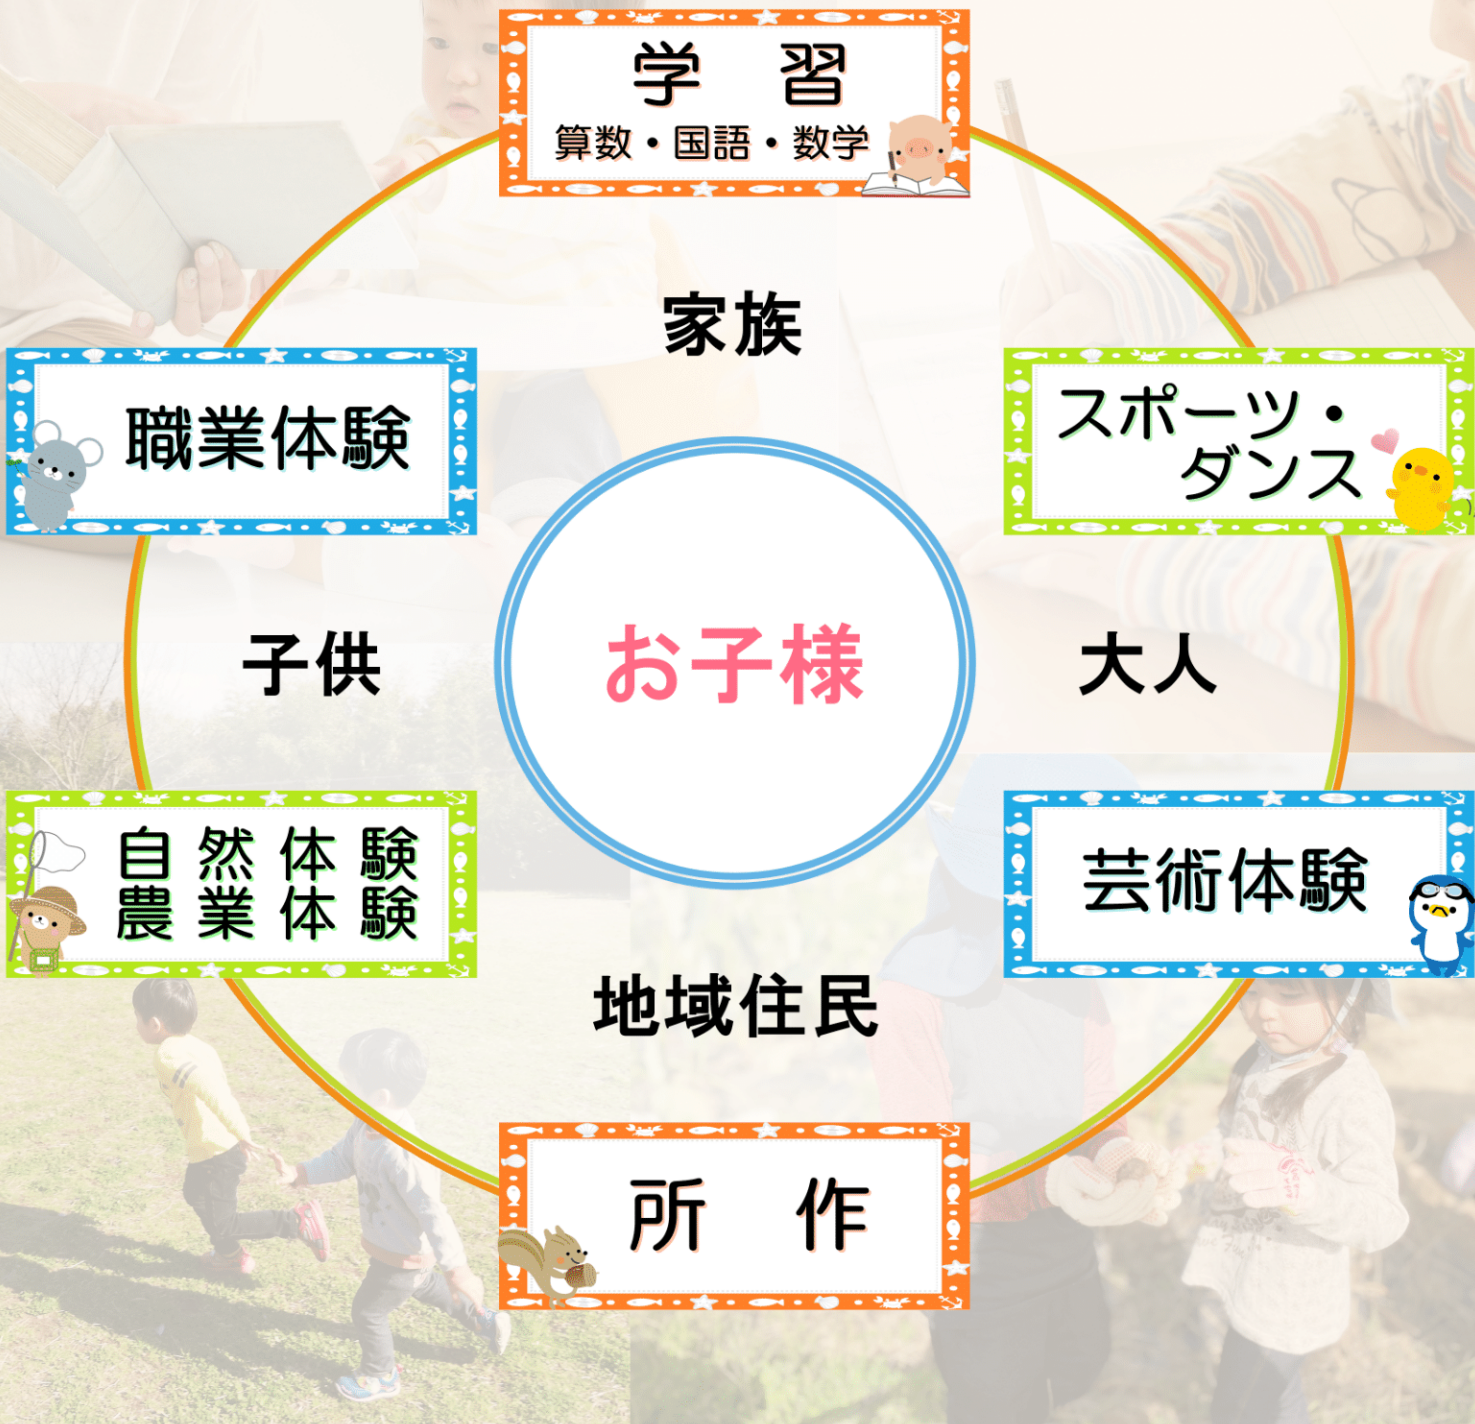 学 習
算数・国語・数学
家族
職業体験
スポーツ・
ダンス
子供
お子様
大人
自然体験
農業体験
芸術体験
地域住民
所 作